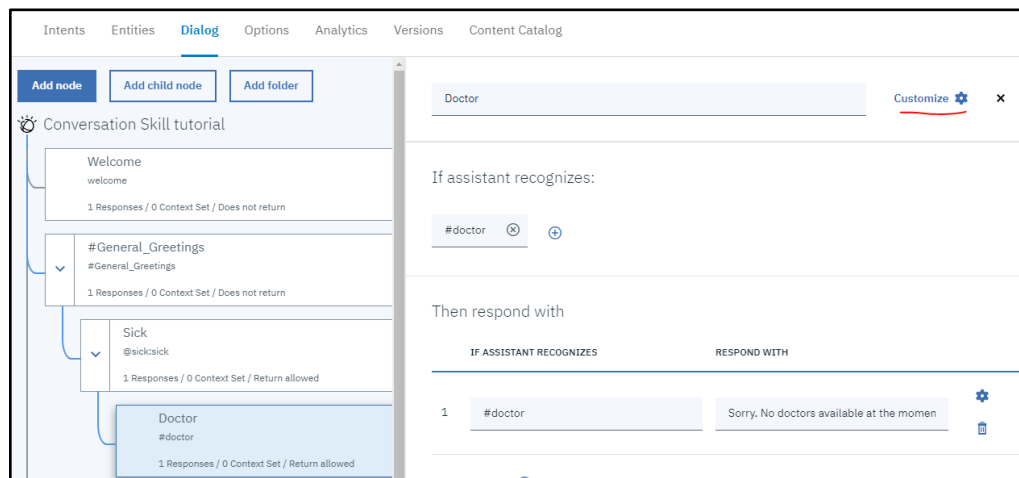 Intents Entities Dialog Options Analytics Versions Content Catalog
Add node Add child node Add folder
Conversation Skill tutorial
Welcome
welcome
1 Responses / 0 Context Set / Does not return
#General_Greetings
#General_Greetings
1 Responses / 0 Context Set / Does not return
Sick
@sick:sick
1 Responses / 0 Context Set / Return allowed
Doctor
#doctor
1 Responses / 0 Context Set / Return allowed
Doctor Customize
If assistant recognizes:
#doctor
Then respond with
IF ASSISTANT RECOGNIZES RESPOND WITH
1 #doctor Sorry. No doctors available at the momen